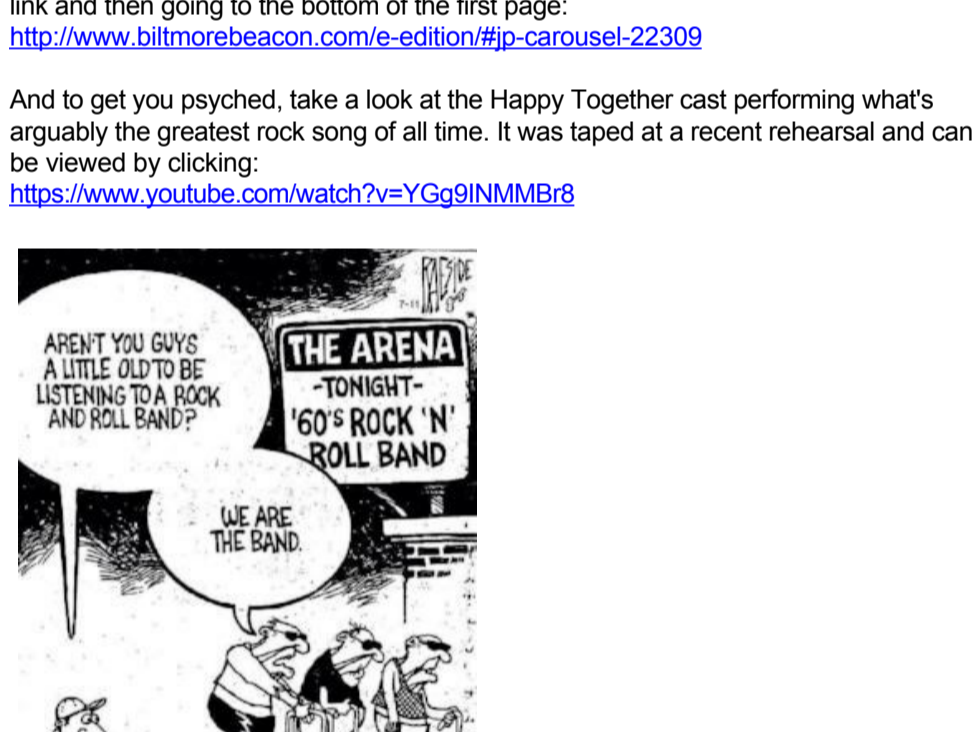 link and then going to the bottom of the first page:
http://www.biltmorebeacon.com/e-edition/#jp-carousel-22309
And to get you psyched, take a look at the Happy Together cast performing what's
arguably the greatest rock song of all time. It was taped at a recent rehearsal and can
be viewed by clicking:
https://www.youtube.com/watch?v=YGg9INMMBr8
AREN'T YOU GUYS
A LITTLE OLD TO BE
LISTENING TO A ROCK
AND ROLL BAND?
THE ARENA
-TONIGHT-
'60'S ROCK 'N'
ROLL BAND
WE ARE
THE BAND.